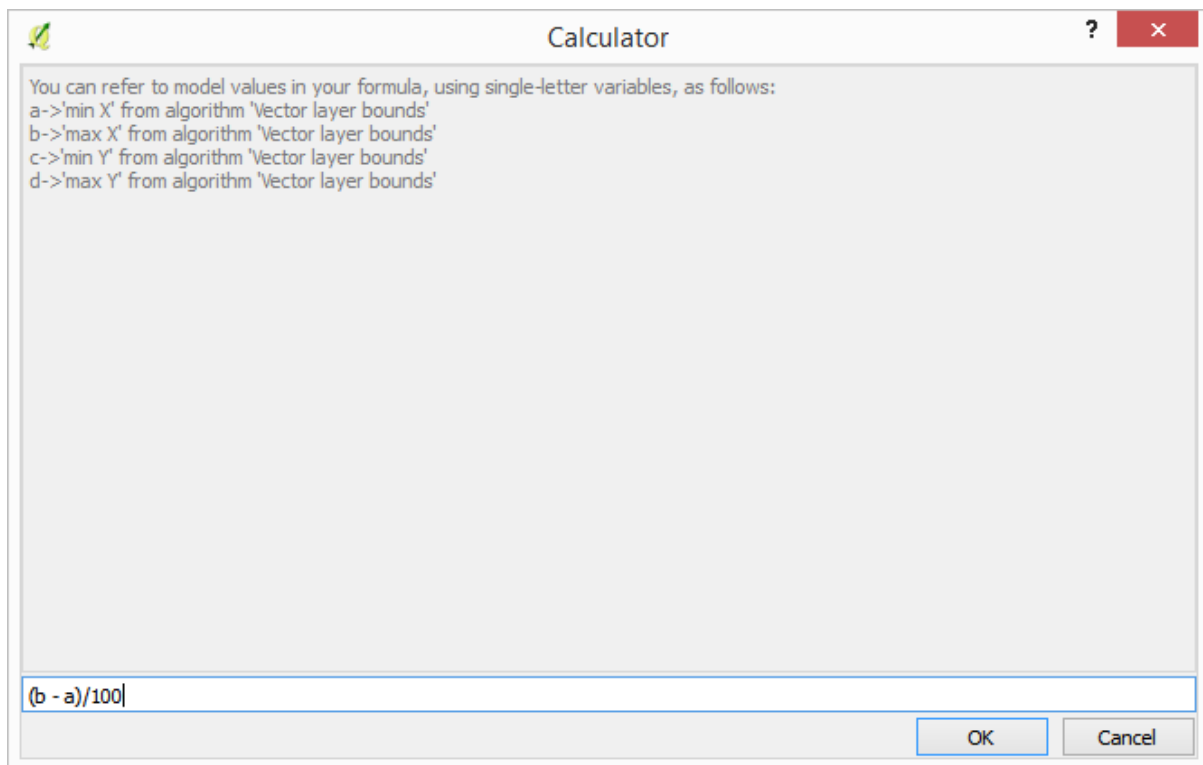 Calculator
?
You can refer to model values in your formula, using single-letter variables, as follows:
a->'min X' from algorithm 'Vector layer bounds'
b->'max X' from algorithm 'Vector layer bounds'
c->'min Y' from algorithm 'Vector layer bounds'
d->'max Y' from algorithm 'Vector layer bounds'
(b - a)/100
OK
Cancel